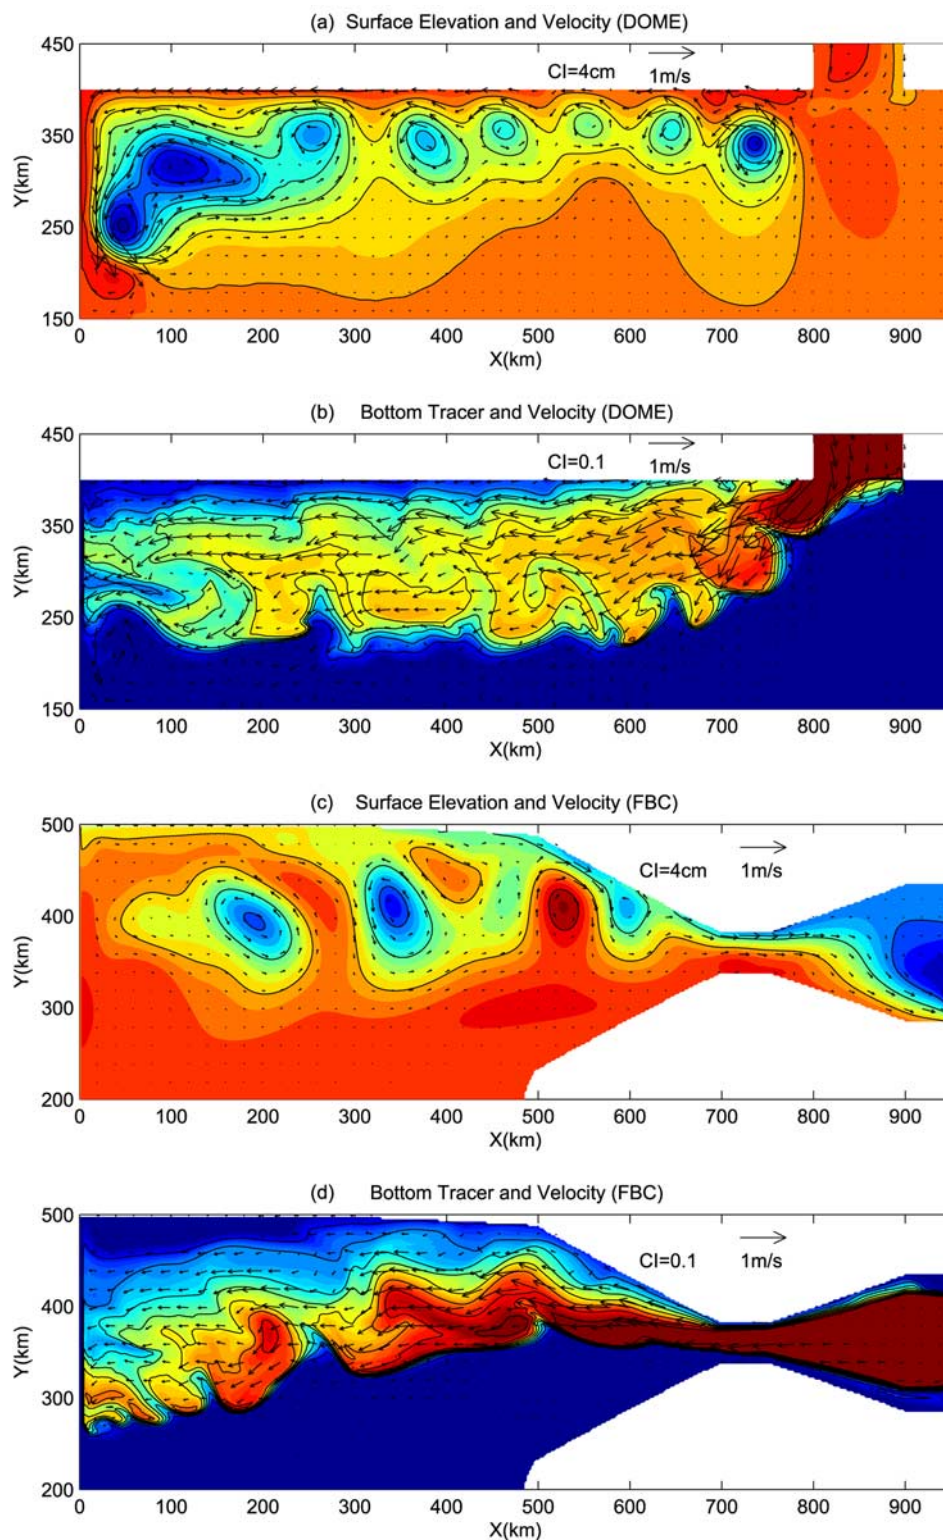 (a) Surface Elevation and Velocity (DOME)
450
CI=4cm
1m/s
350
Y(km)
250
150
0 100 200 300 400 500 600 700 800 900
X(km)
(b) Bottom Tracer and Velocity (DOME)
450
CI=0.1
1m/s
350
Y(km)
250
150
0 100 200 300 400 500 600 700 800 900
X(km)
(c) Surface Elevation and Velocity (FBC)
500
CI=4cm
1m/s
400
Y(km)
300
200
0 100 200 300 400 500 600 700 800 900
X(km)
(d) Bottom Tracer and Velocity (FBC)
500
CI=0.1
1m/s
400
Y(km)
300
200
0 100 200 300 400 500 600 700 800 900
X(km)